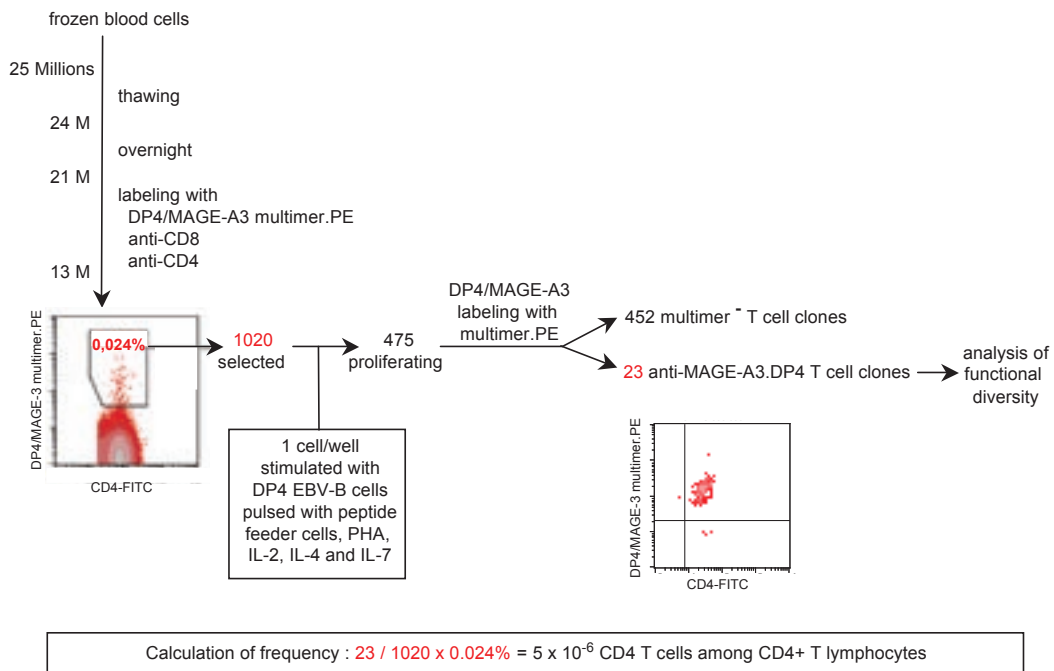 frozen blood cells
25 Millions
thawing
24 M
overnight
21 M
labeling with
DP4/MAGE-A3 multimer.PE
anti-CD8
anti-CD4
13 M
DP4/MAGE-3 multimer.PE
0,024%
CD4-FITC
1020
selected
1 cell/well
stimulated with
DP4 EBV-B cells
pulsed with peptide
feeder cells, PHA,
IL-2, IL-4 and IL-7
475
proliferating
DP4/MAGE-A3
labeling with
multimer.PE
452 multimer - T cell clones
23 anti-MAGE-A3.DP4 T cell clones
analysis of
functional
diversity
DP4/MAGE-3 multimer.PE
CD4-FITC
Calculation of frequency : 23 / 1020 x 0.024% = 5 x 10⁻⁶ CD4 T cells among CD4+ T lymphocytes